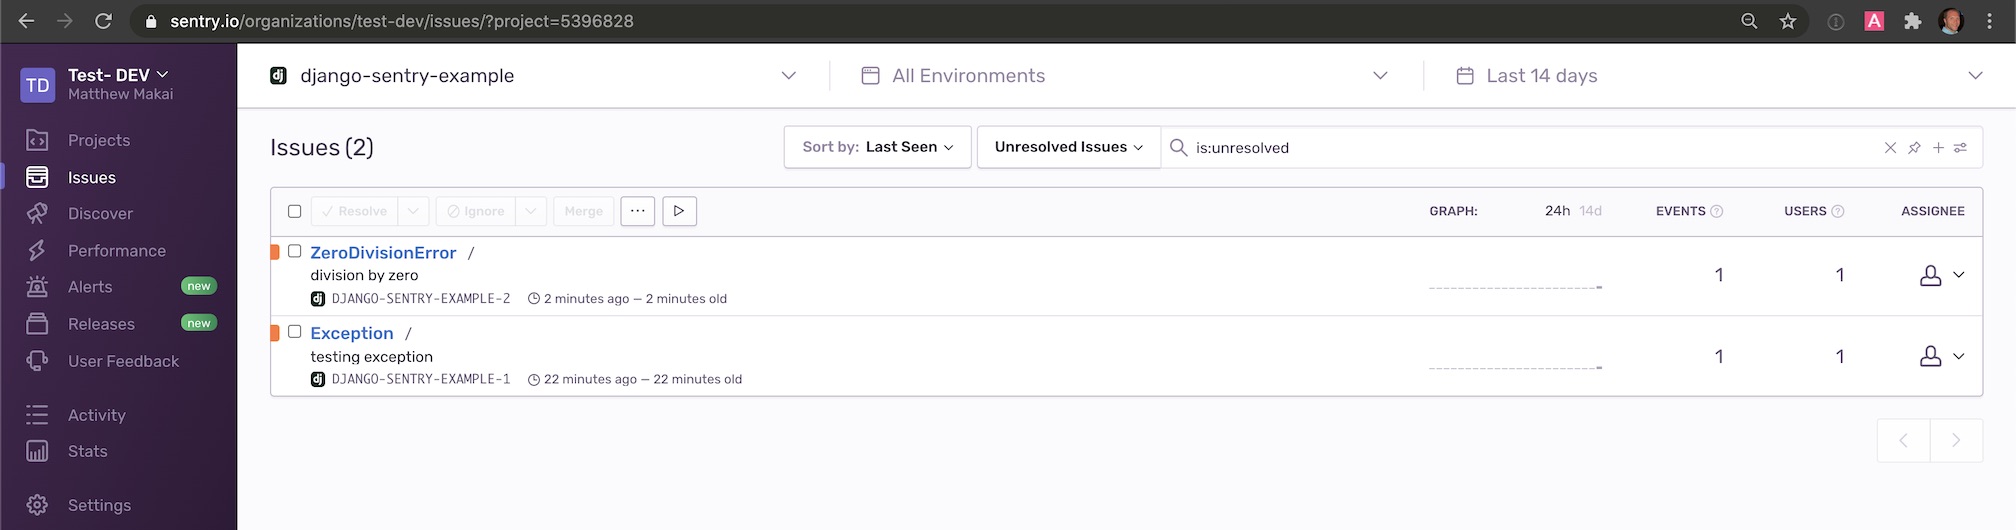 sentry.io/organizations/test-dev/issues/?project=5396828
A
TD
Test- DEV
Matthew Makai
Projects
Issues
Discover
Performance
Alerts new
Releases new
User Feedback
Activity
Stats
Settings
dj django-sentry-example
All Environments
Last 14 days
Issues (2)
Sort by: Last Seen
Unresolved Issues
is:unresolved
Resolve
Ignore
Merge
GRAPH: 24h 14d
EVENTS ?
USERS ?
ASSIGNEE
ZeroDivisionError /
division by zero
dj DJANGO-SENTRY-EXAMPLE-2 2 minutes ago — 2 minutes old
1 1
Exception /
testing exception
dj DJANGO-SENTRY-EXAMPLE-1 22 minutes ago — 22 minutes old
1 1